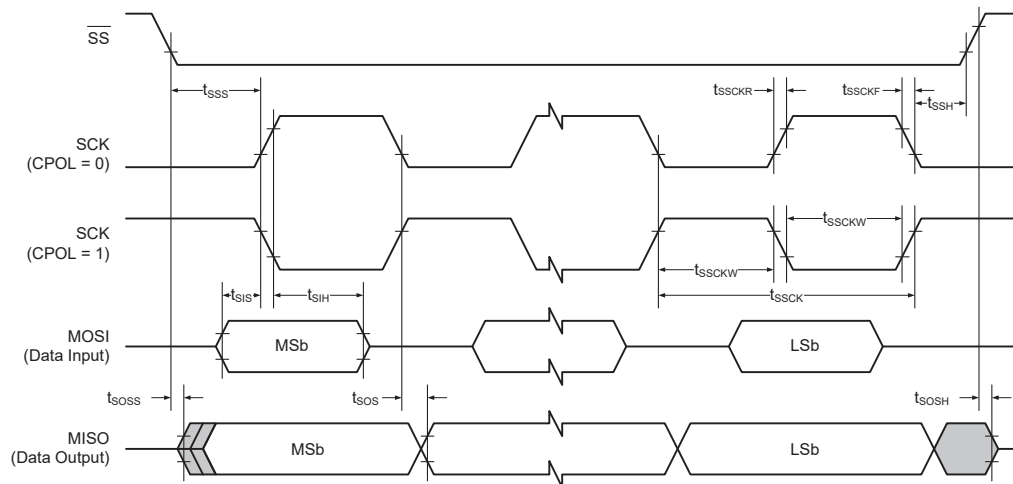 SS
tSSS
tSSCKR
tSSCKF
tSSH
SCK
(CPOL = 0)
SCK
(CPOL = 1)
tSSCKW
tSSCKW
tSSCK
tSIS
tSIH
MOSI
(Data Input)
MSb
LSb
tSOSS
tSOS
tSOSH
MISO
(Data Output)
MSb
LSb